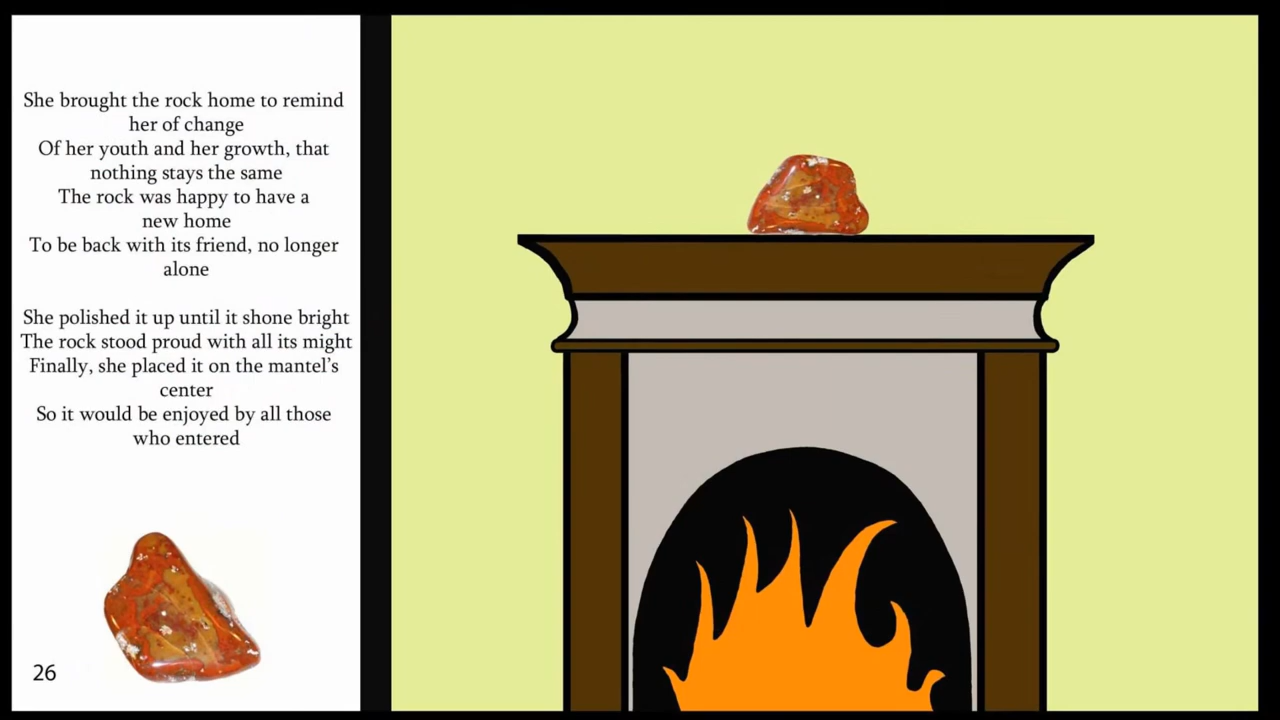 She brought the rock home to remind
her of change
Of her youth and her growth, that
nothing stays the same
The rock was happy to have a
new home
To be back with its friend, no longer
alone
She polished it up until it shone bright
The rock stood proud with all its might
Finally, she placed it on the mantel's
center
So it would be enjoyed by all those
who entered
26